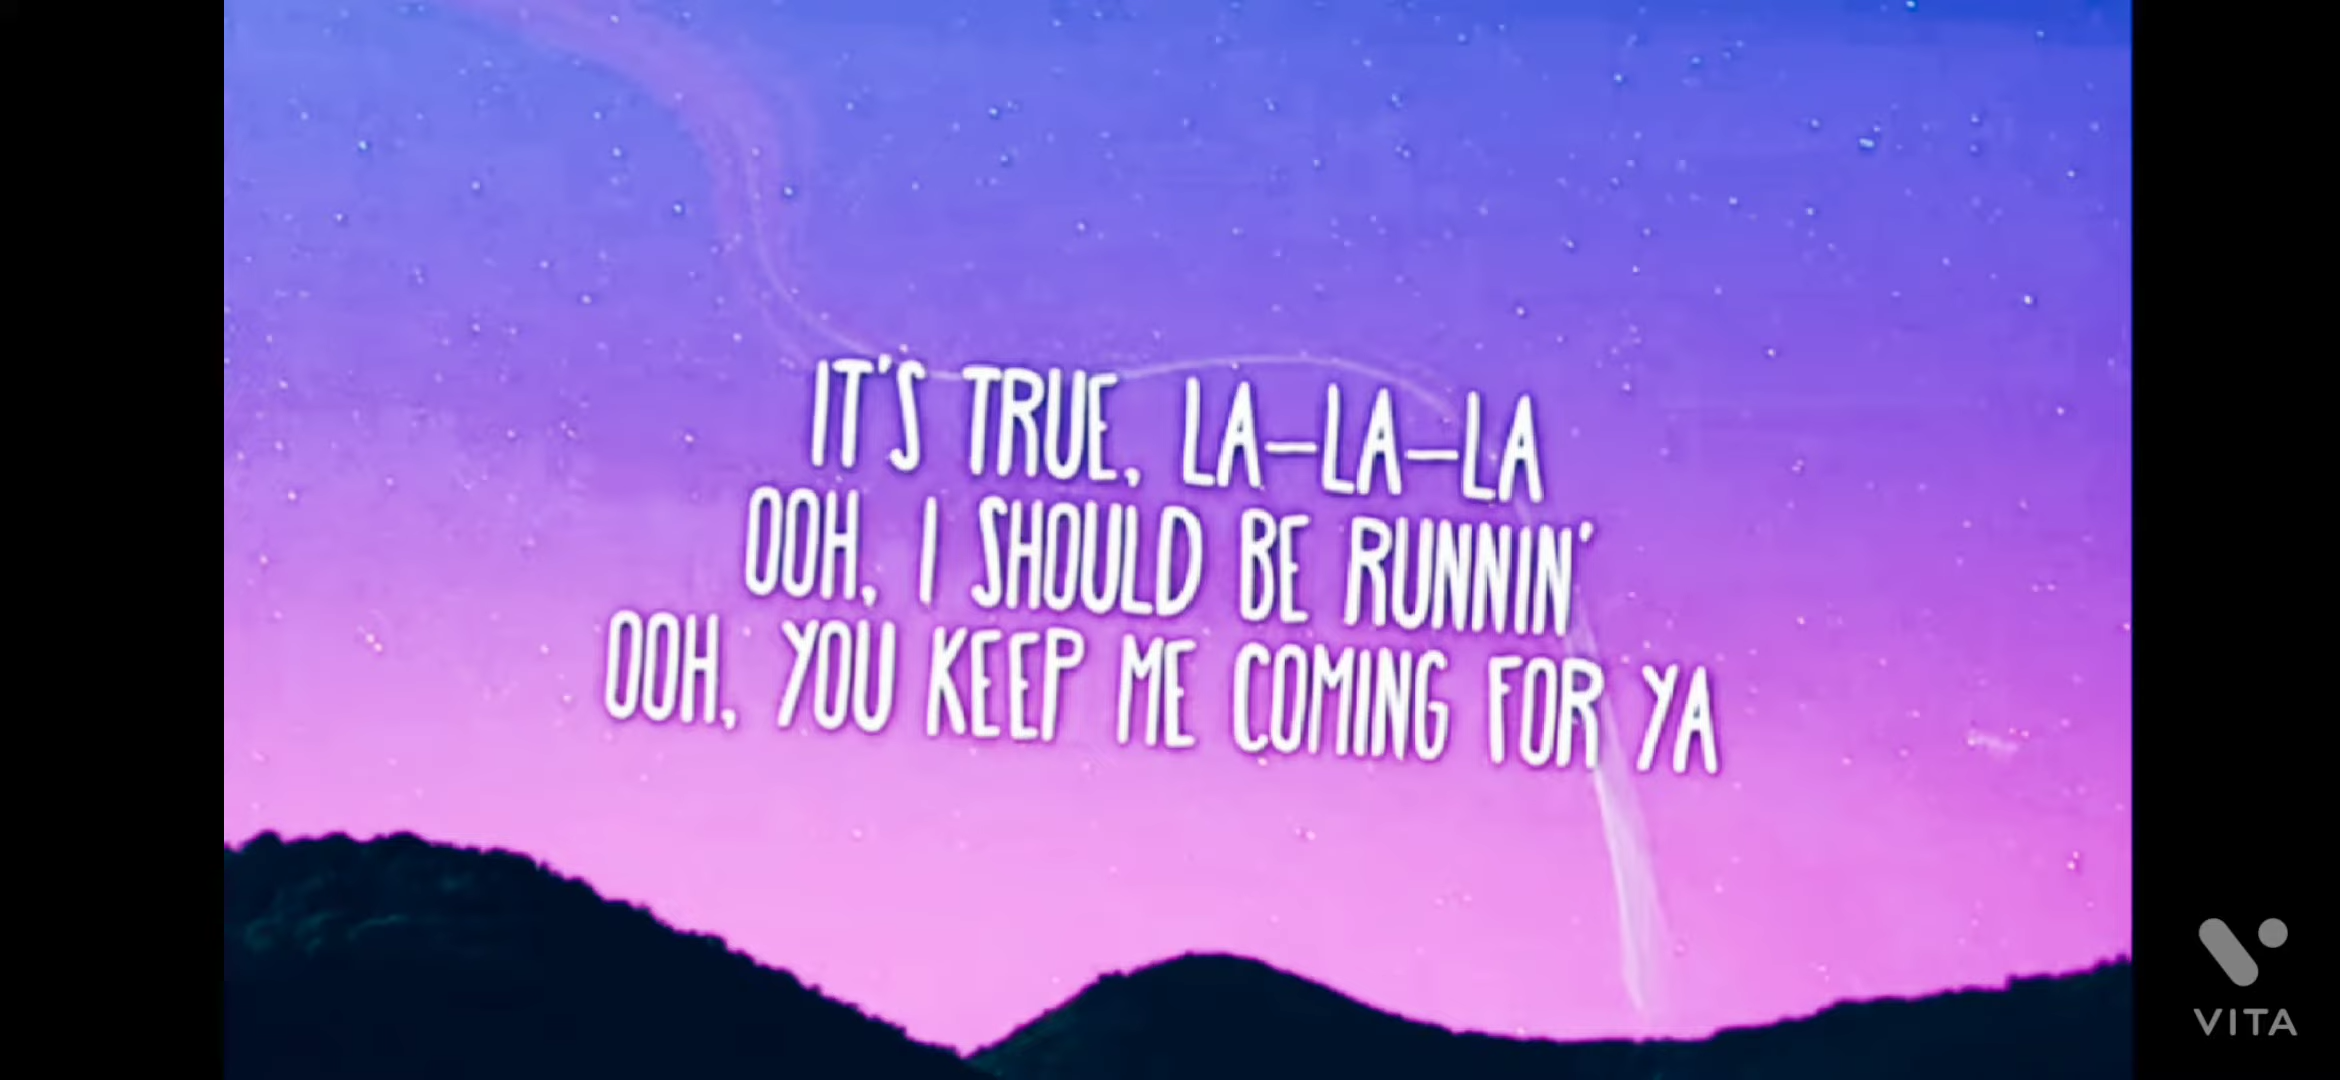 IT'S TRUE, LA-LA-LA
OOH, I SHOULD BE RUNNIN'
OOH, YOU KEEP ME COMING FOR YA
VITA